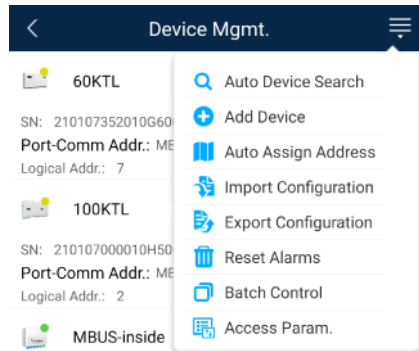 Device Mgmt.
60KTL
SN: 210107352010G60
Port-Comm Addr.: MB
Logical Addr.: 7
100KTL
SN: 210107000010H50
Port-Comm Addr.: MB
Logical Addr.: 2
MBUS-inside
Auto Device Search
Add Device
Auto Assign Address
Import Configuration
Export Configuration
Reset Alarms
Batch Control
Access Param.